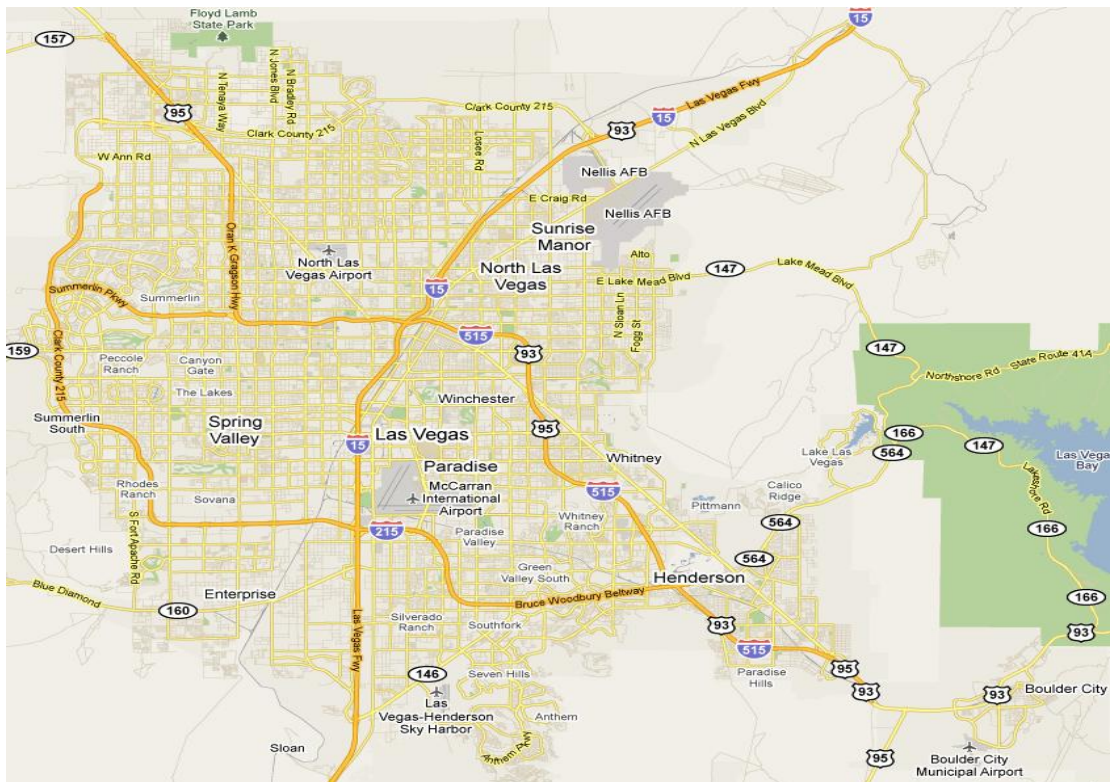 Floyd Lamb
State Park
157
15
N Tenaya Way
N Jones Blvd
N Bradley Rd
95
Clark County 215
Las Vegas Fwy
15
93
N Las Vegas Blvd
Clark County 215
Losee Rd
W Ann Rd
Nellis AFB
E Craig Rd
Nellis AFB
Oran K Gragson Hwy
Sunrise
Manor
North Las
Vegas Airport
Alto
North Las
Vegas
147
Lake Mead Blvd
E Lake Mead Blvd
Summerlin Pkwy
Summerlin
15
N Sloan Ln
Fogg St
515
159
93
147
State Route 41A
Northshore Rd
Peccole
Ranch
Canyon
Gate
Clark County 215
The Lakes
Winchester
Summerlin
South
Spring
Valley
Las Vegas
15
95
166
147
Lake Las
Vegas
564
Las Vegas
Bay
Whitney
Paradise
McCarran
International
Airport
Rhodes
Ranch
Sovana
515
Calico
Ridge
Pittmann
Lakeshore Rd
S Fort Apache Rd
215
Paradise
Valley
Whitney
Ranch
564
166
Desert Hills
564
Green
Valley South
Henderson
Blue Diamond
160
Enterprise
Bruce Woodbury Beltway
166
Las Vegas Fwy
Silverado
Ranch
Southfork
93
93
515
146
Seven Hills
Paradise
Hills
95
93
93
Boulder City
Las
Vegas-Henderson
Sky Harbor
Anthem
Anthem Pkwy
Sloan
95
Boulder City
Municipal Airport